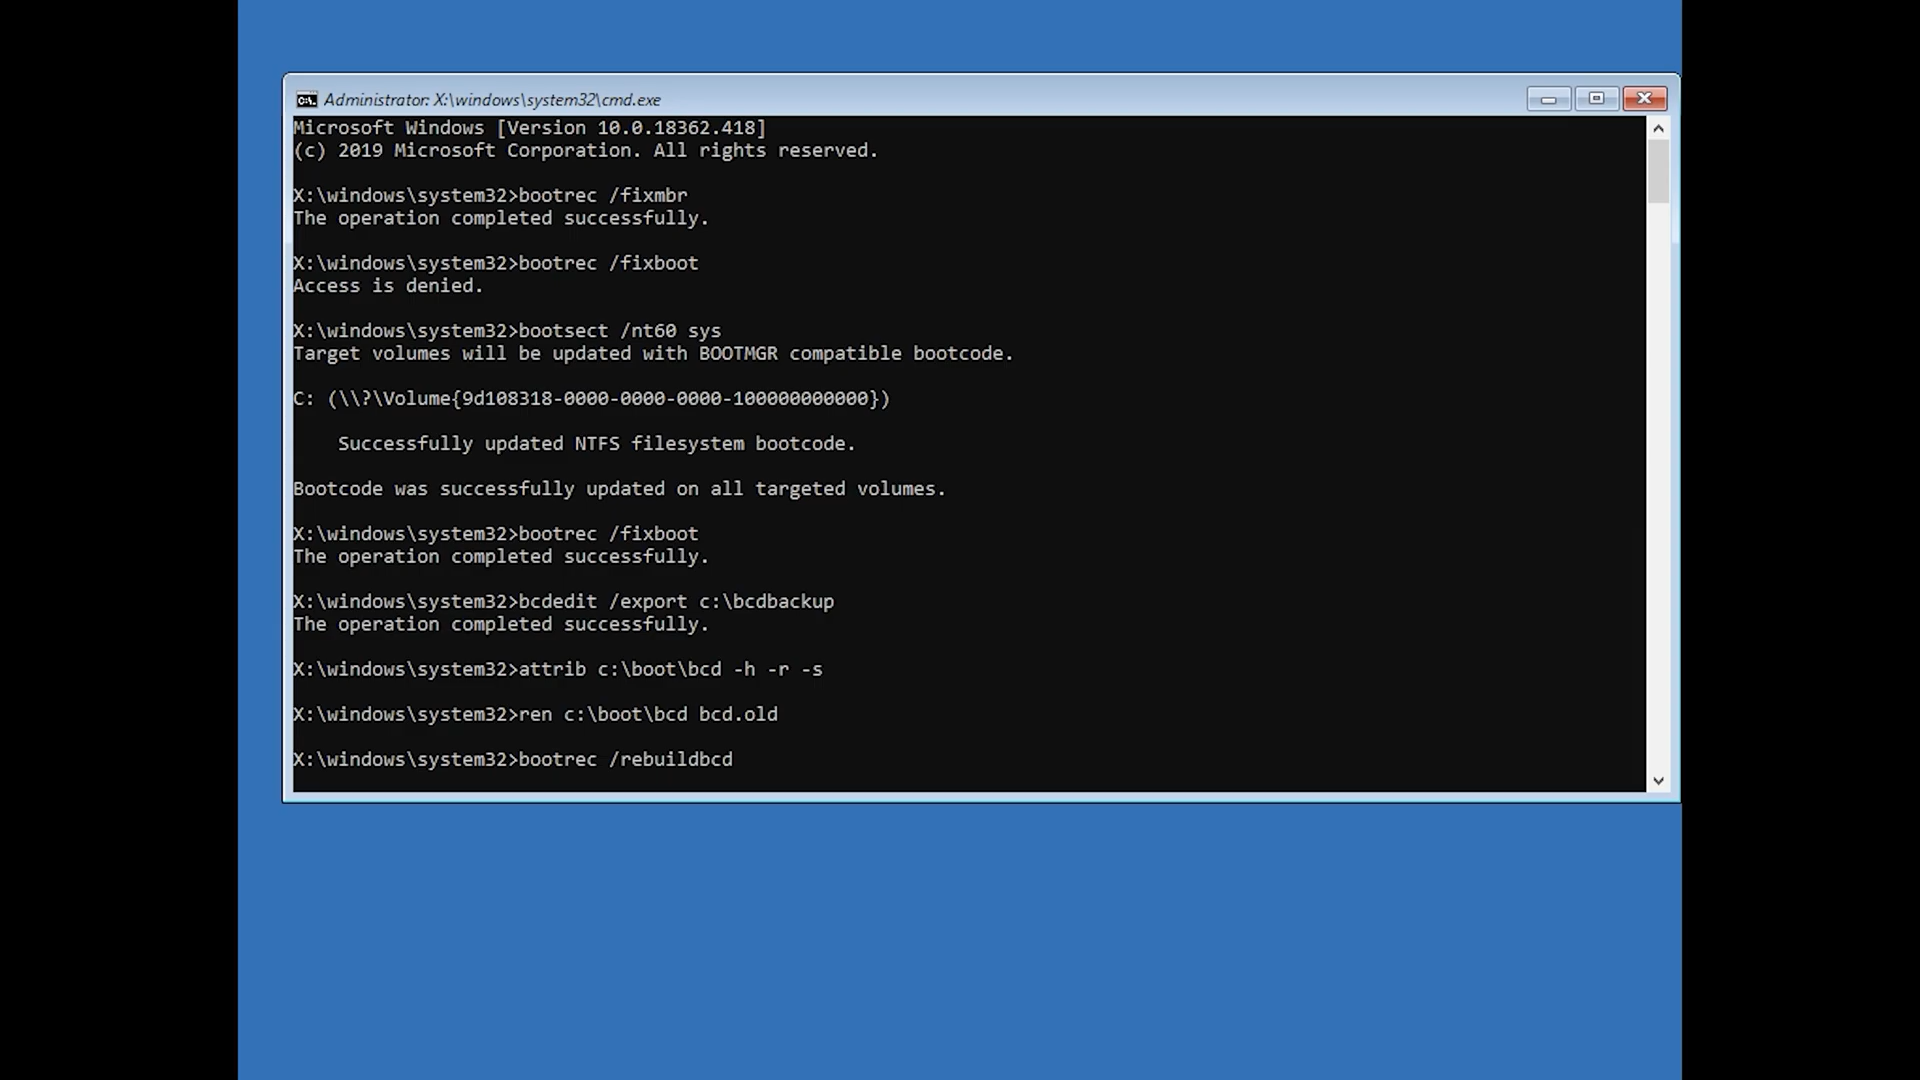 Administrator: X:\windows\system32\cmd.exe
Microsoft Windows [Version 10.0.18362.418]
(c) 2019 Microsoft Corporation. All rights reserved.
X:\windows\system32>bootrec /fixmbr
The operation completed successfully.
X:\windows\system32>bootrec /fixboot
Access is denied.
X:\windows\system32>bootsect /nt60 sys
Target volumes will be updated with BOOTMGR compatible bootcode.
C: (\\?\Volume{9d108318-0000-0000-0000-100000000000})
Successfully updated NTFS filesystem bootcode.
Bootcode was successfully updated on all targeted volumes.
X:\windows\system32>bootrec /fixboot
The operation completed successfully.
X:\windows\system32>bcdedit /export c:\bcdbackup
The operation completed successfully.
X:\windows\system32>attrib c:\boot\bcd -h -r -s
X:\windows\system32>ren c:\boot\bcd bcd.old
X:\windows\system32>bootrec /rebuildbcd